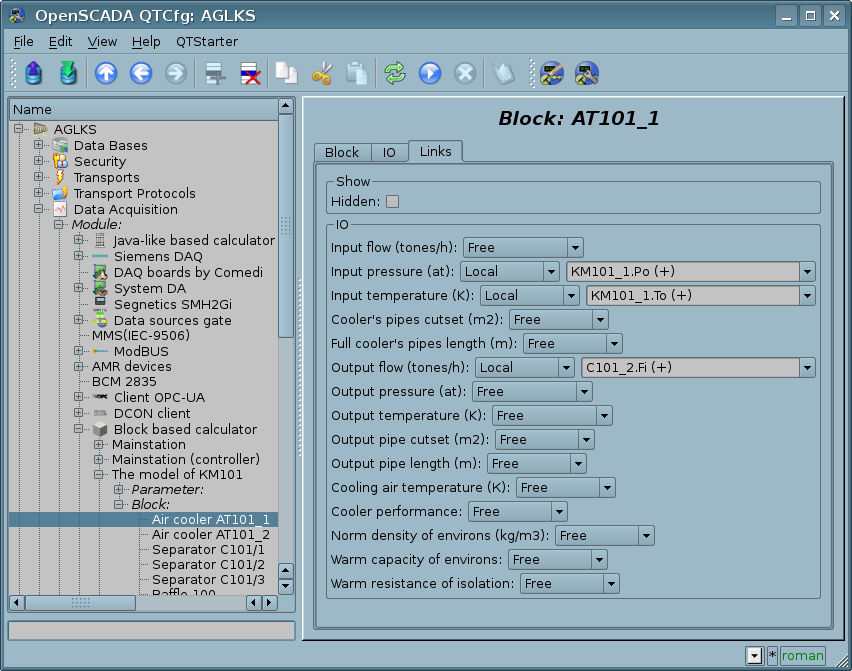 OpenSCADA QTCfg: AGLKS
File Edit View Help QTStarter
Name
AGLKS
Data Bases
Security
Transports
Transport Protocols
Data Acquisition
Module:
Java-like based calculator
Siemens DAQ
DAQ boards by Comedi
System DA
Segnetics SMH2Gi
Data sources gate
MMS(IEC-9506)
ModBUS
AMR devices
BCM 2835
Client OPC-UA
DCON client
Block based calculator
Mainstation
Mainstation (controller)
The model of KM101
Parameter:
Block:
Air cooler AT101_1
Air cooler AT101_2
Separator C101/1
Separator C101/2
Separator C101/3
Baffle 100
Block: AT101_1
Block IO Links
Show
Hidden:
IO
Input flow (tones/h): Free
Input pressure (at): Local KM101_1.Po (+)
Input temperature (K): Local KM101_1.To (+)
Cooler's pipes cutset (m2): Free
Full cooler's pipes length (m): Free
Output flow (tones/h): Local C101_2.Fi (+)
Output pressure (at): Free
Output temperature (K): Free
Output pipe cutset (m2): Free
Output pipe length (m): Free
Cooling air temperature (K): Free
Cooler performance: Free
Norm density of environs (kg/m3): Free
Warm capacity of environs: Free
Warm resistance of isolation: Free
* roman